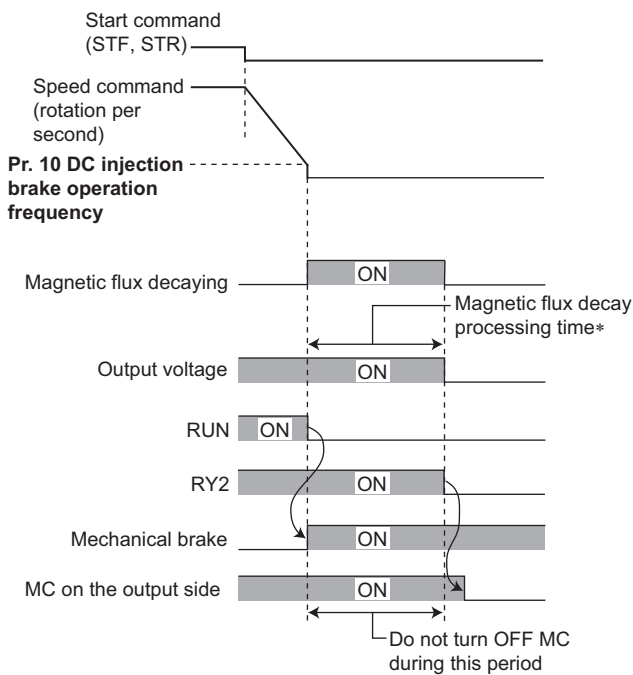 Start command
(STF, STR)
Speed command
(rotation per
second)
Pr. 10 DC injection
brake operation
frequency
Magnetic flux decaying
ON
Magnetic flux decay
processing time*
Output voltage
ON
RUN
ON
RY2
ON
Mechanical brake
ON
MC on the output side
ON
Do not turn OFF MC
during this period